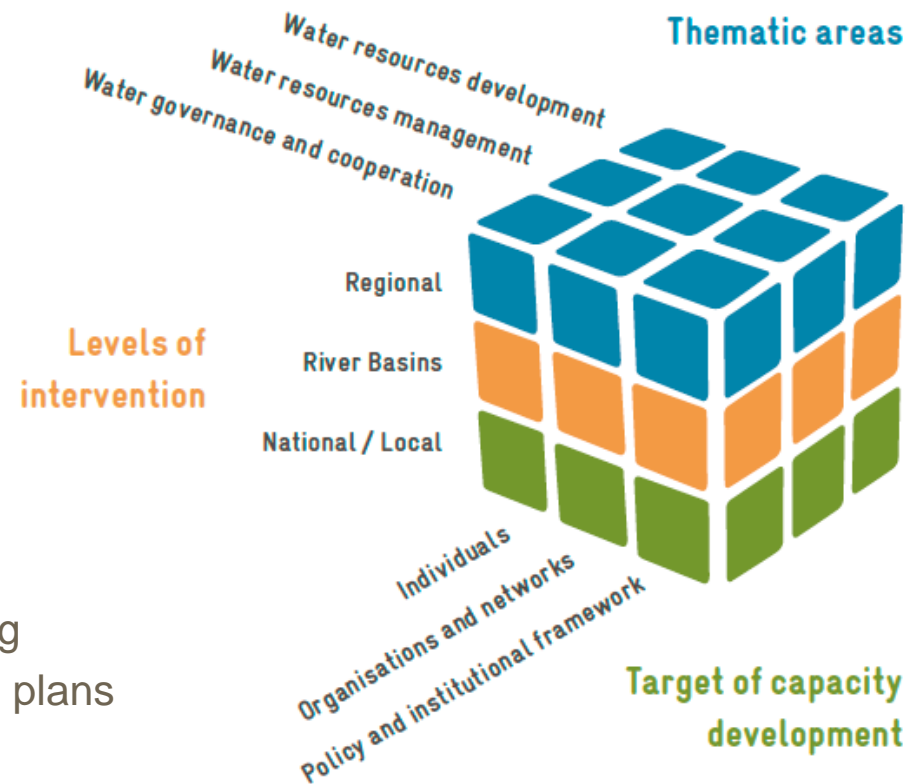 Thematic areas
Water resources development
Water resources management
Water governance and cooperation
Levels of
intervention
Regional
River Basins
National / Local
Individuals
Organisations and networks
Policy and institutional framework
g
plans
Target of capacity
development